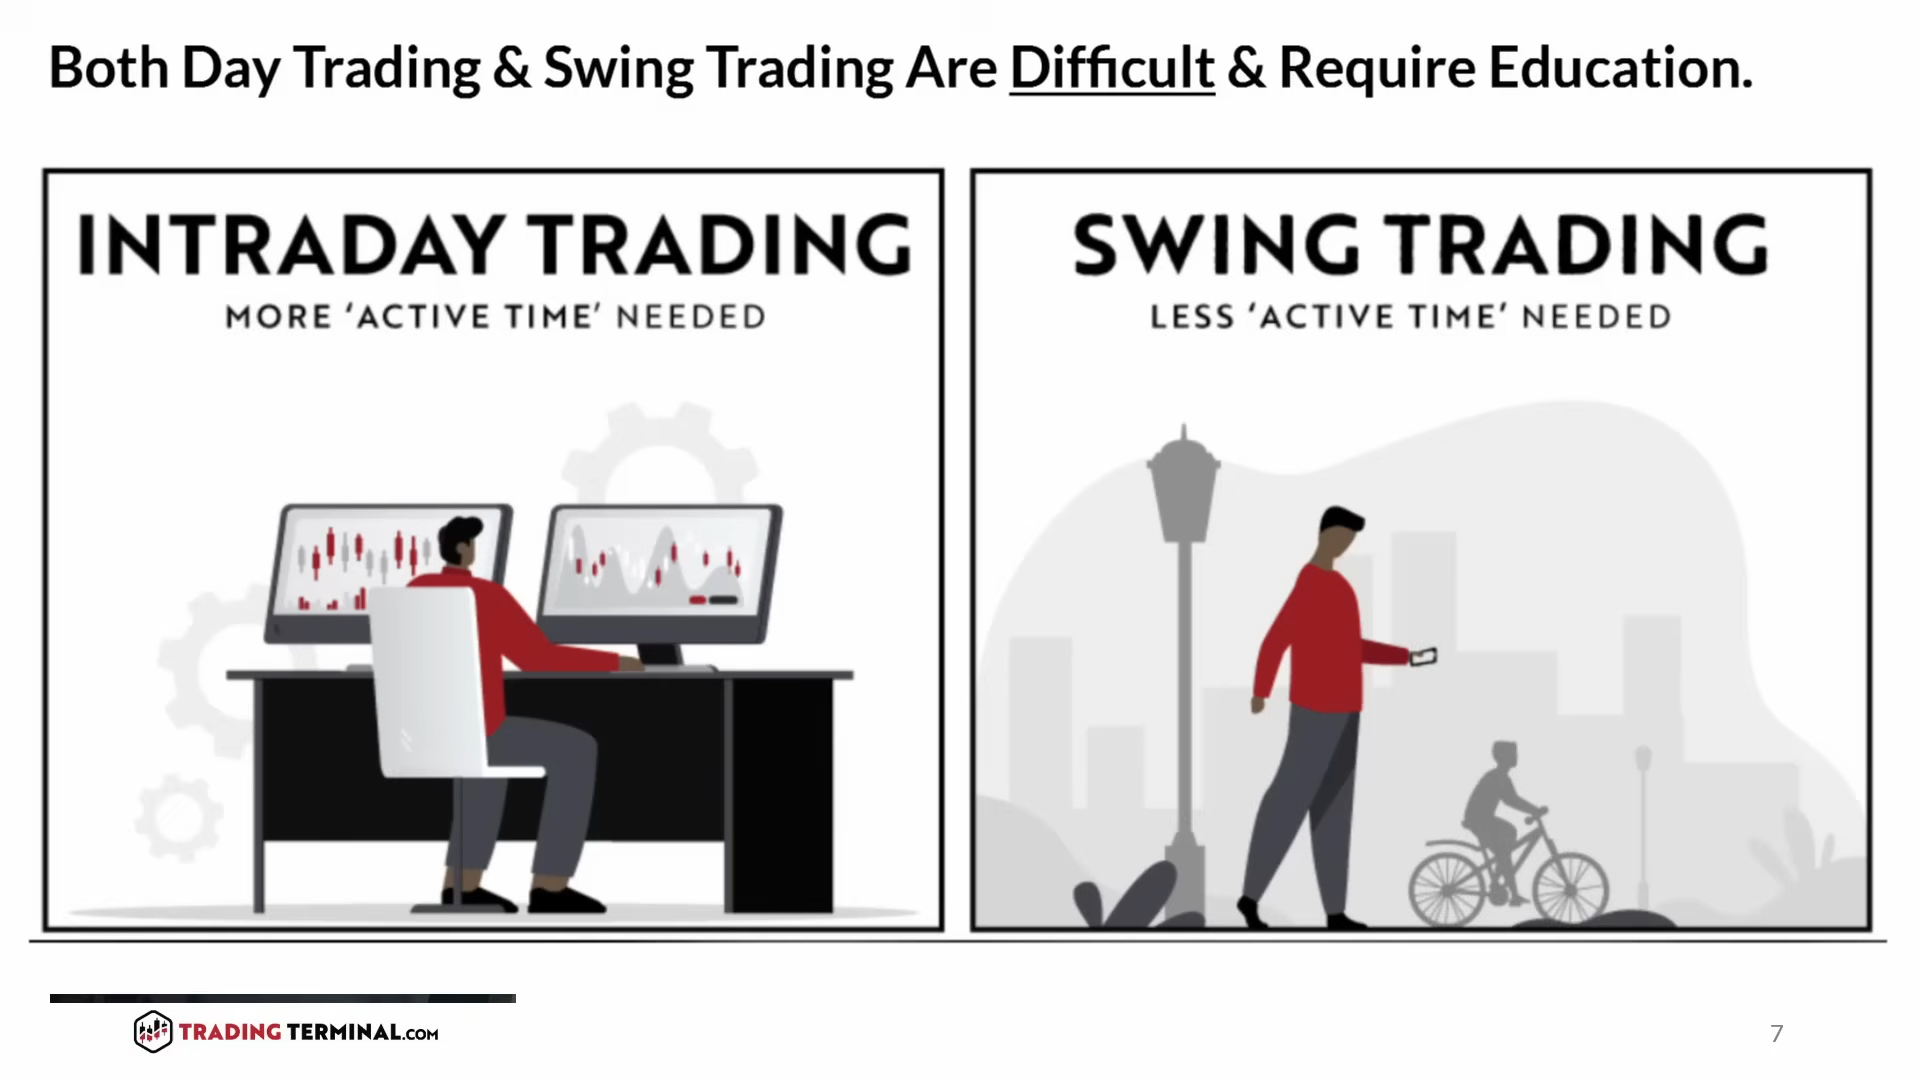 Both Day Trading & Swing Trading Are Difficult & Require Education.
INTRADAY TRADING
MORE ‘ACTIVE TIME’ NEEDED
SWING TRADING
LESS ‘ACTIVE TIME’ NEEDED
TRADING TERMINAL.COM
7